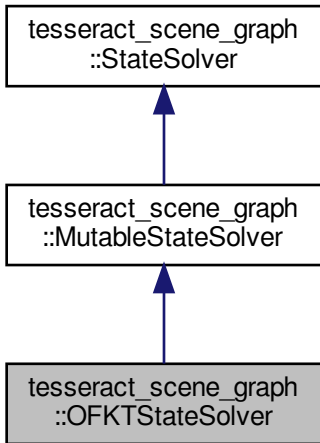 tesseract_scene_graph
::StateSolver
tesseract_scene_graph
::MutableStateSolver
tesseract_scene_graph
::OFKTStateSolver